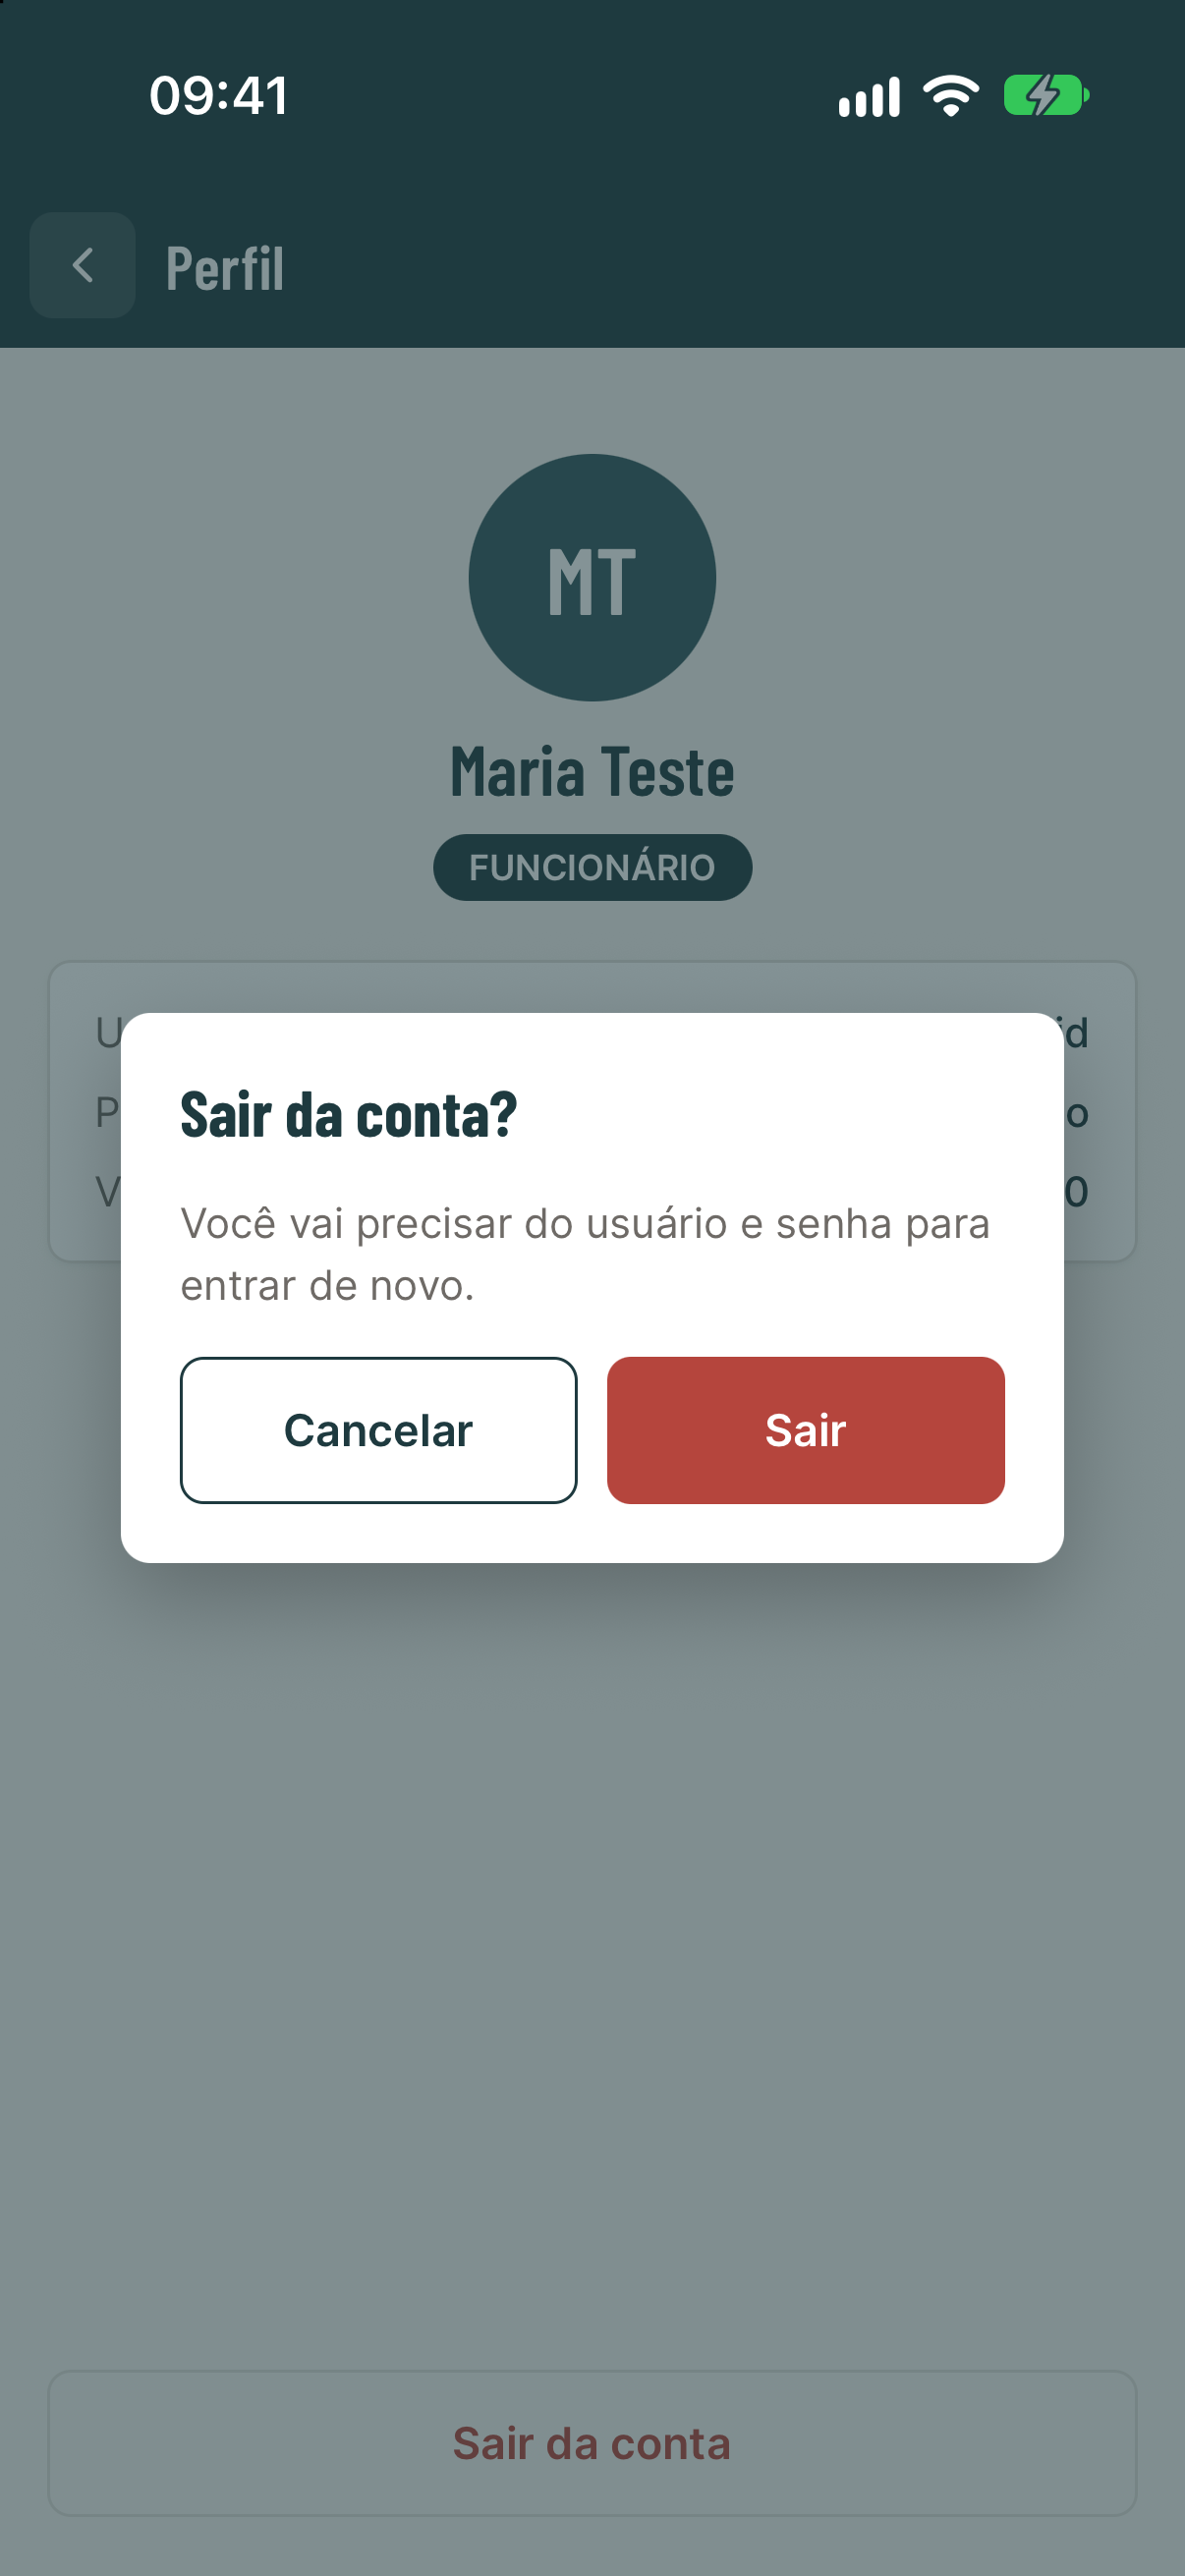 09:41
Perfil
MT
Maria Teste
FUNCIONÁRIO
Sair da conta?
Você vai precisar do usuário e senha para
entrar de novo.
Cancelar
Sair
Sair da conta